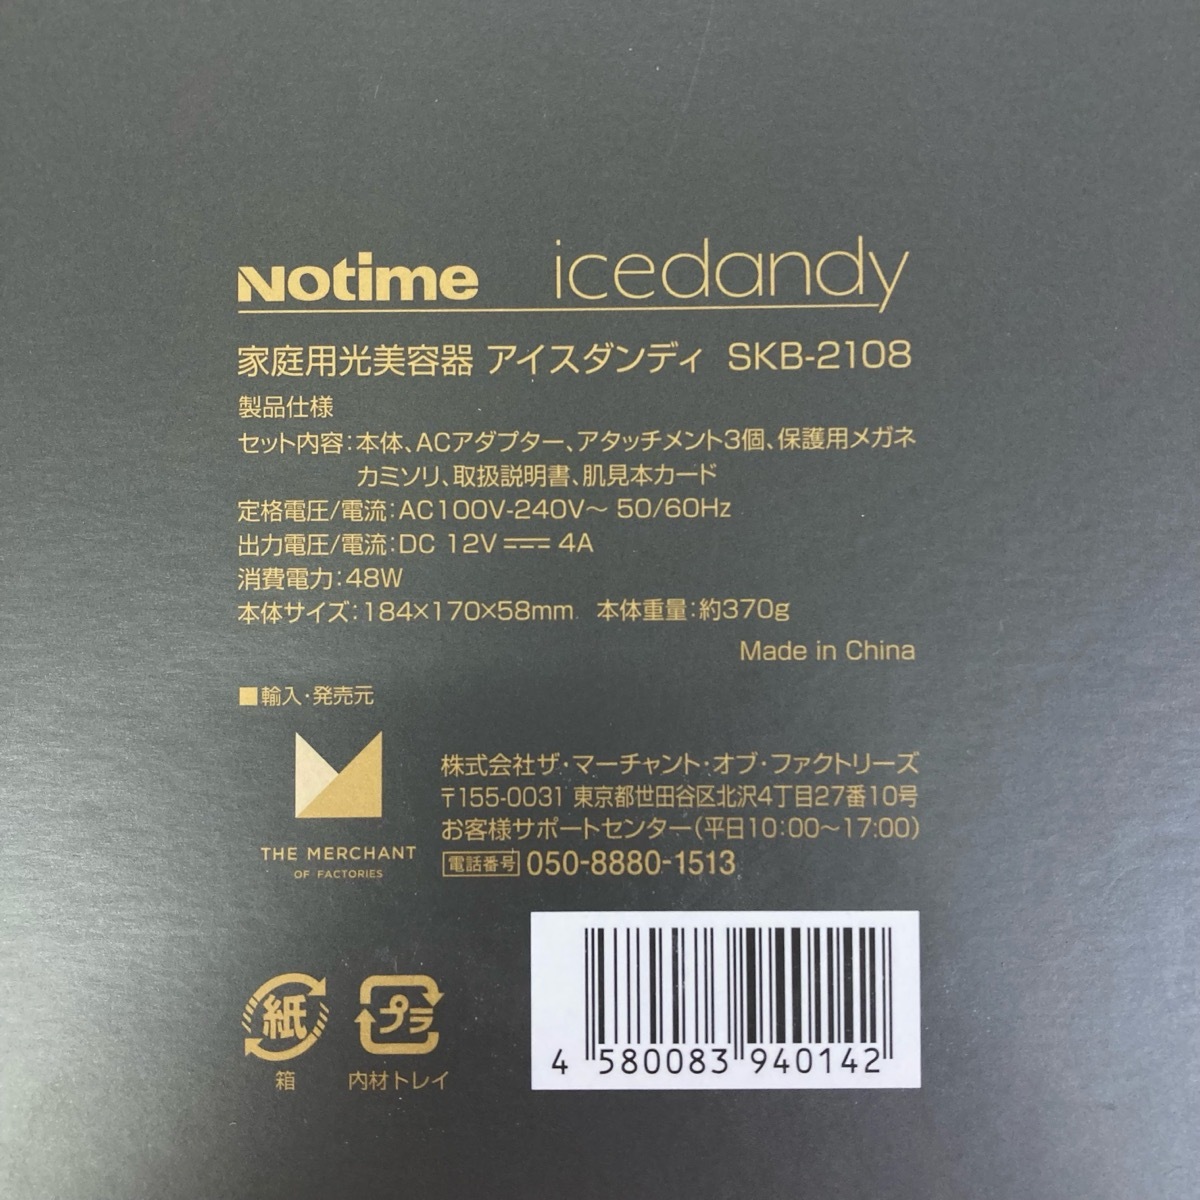 Notime icedandy
家庭用光美容器 アイスダンディ SKB-2108
製品仕様
セット内容：本体、ACアダプター、アタッチメント3個、保護用メガネ
カミソリ、取扱説明書、肌見本カード
定格電圧/電流：AC100V-240V〜 50/60Hz
出力電圧/電流：DC 12V⎓4A
消費電力：48W
本体サイズ：184×170×58mm 本体重量：約370g
Made in China
■輸入・発売元
THE MERCHANT
OF FACTORIES
株式会社ザ・マーチャント・オブ・ファクトリーズ
〒155-0031 東京都世田谷区北沢4丁目27番10号
お客様サポートセンター（平日10:00〜17:00）
電話番号 050-8880-1513
紙
箱
プラ
内材トレイ
4 580083 940142